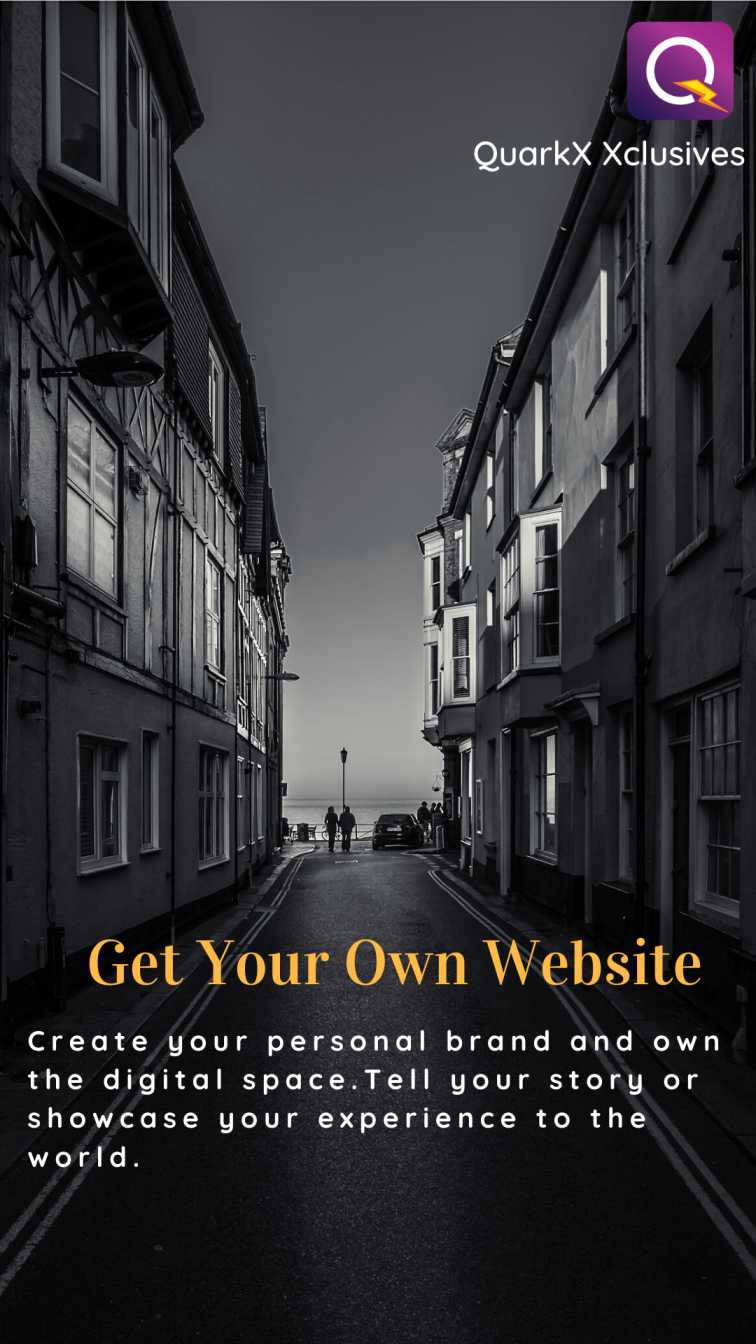 QuarkX Xclusives
Get Your Own Website
Create your personal brand and own
the digital space.Tell your story or
showcase your experience to the
world.